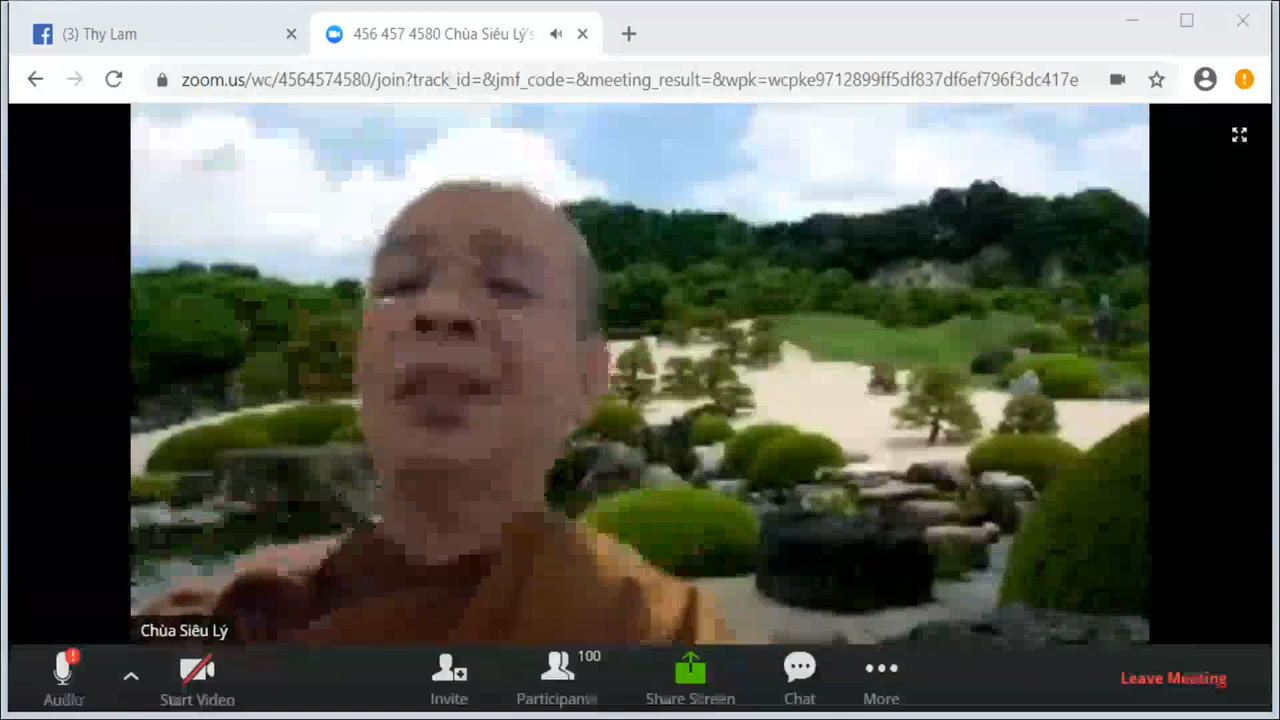 (3) Thy Lam
456 457 4580 Chùa Siêu Lý's
zoom.us/wc/4564574580/join?track_id=&jmf_code=&meeting_result=&wpk=wcpke9712899ff5df837df6ef796f3dc417e
Chùa Siêu Lý
100
Audio
Start Video
Invite
Participants
Share Screen
Chat
More
Leave Meeting